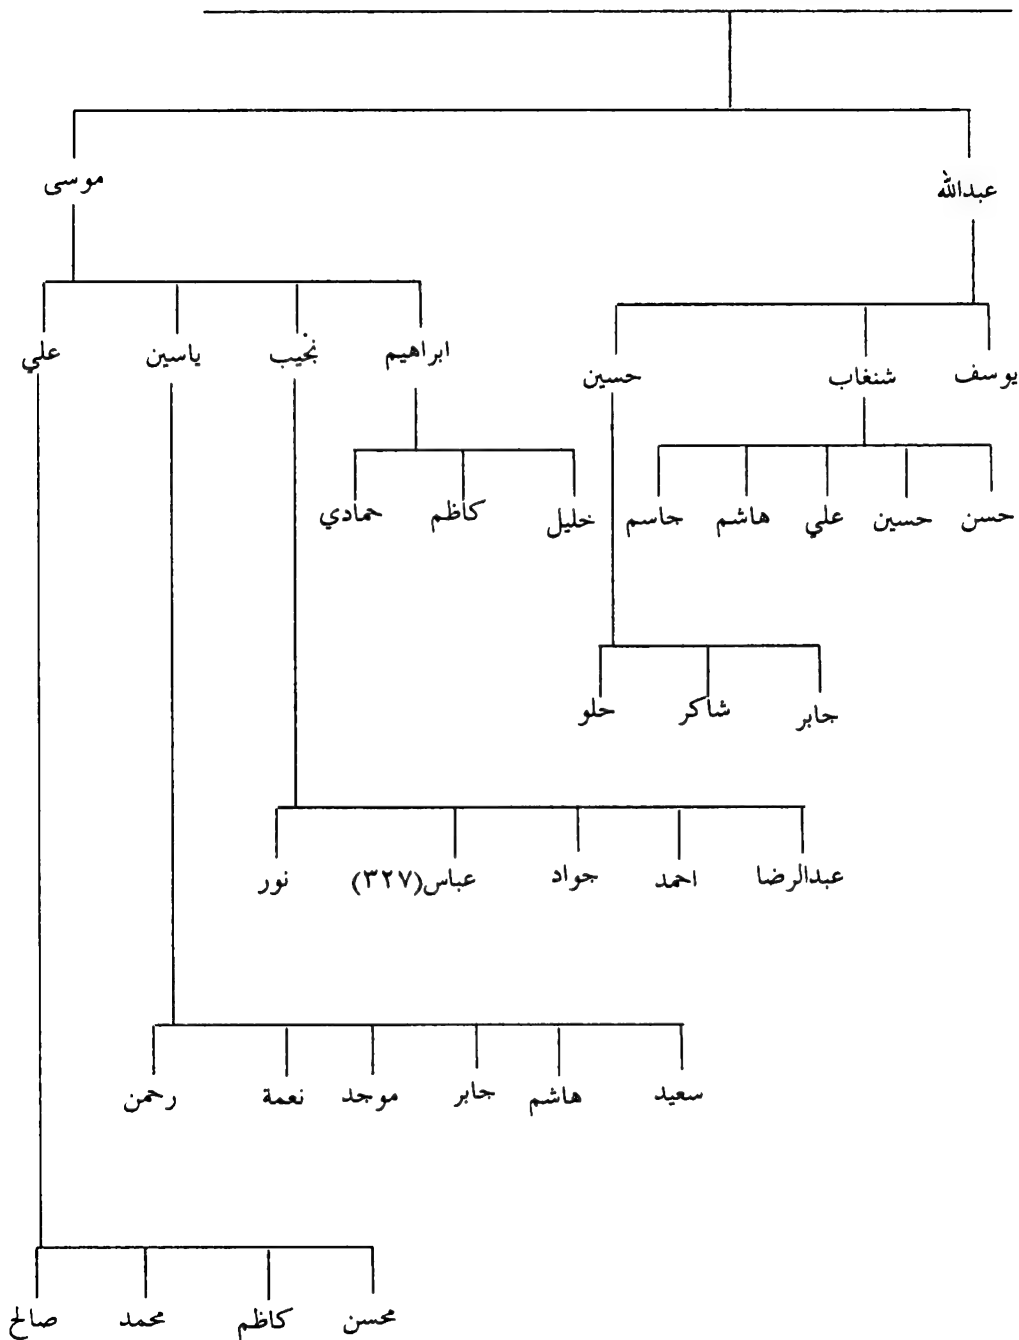 عبدالله موسى
ابراهيم نجيب ياسين علي
يوسف شنغاب حسين
حسن حسين علي هاشم جاسم خليل كاظم حمادي
جابر شاكر حلو
عبدالرضا احمد جواد عباس(٣٢٧) نور
سعيد هاشم جابر موجد نعمة رحمن
محسن كاظم محمد صالح